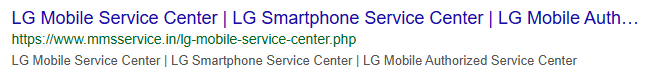 LG Mobile Service Center | LG Smartphone Service Center | LG Mobile Auth…
https://www.mmsservice.in/lg-mobile-service-center.php
LG Mobile Service Center | LG Smartphone Service Center | LG Mobile Authorized Service Center